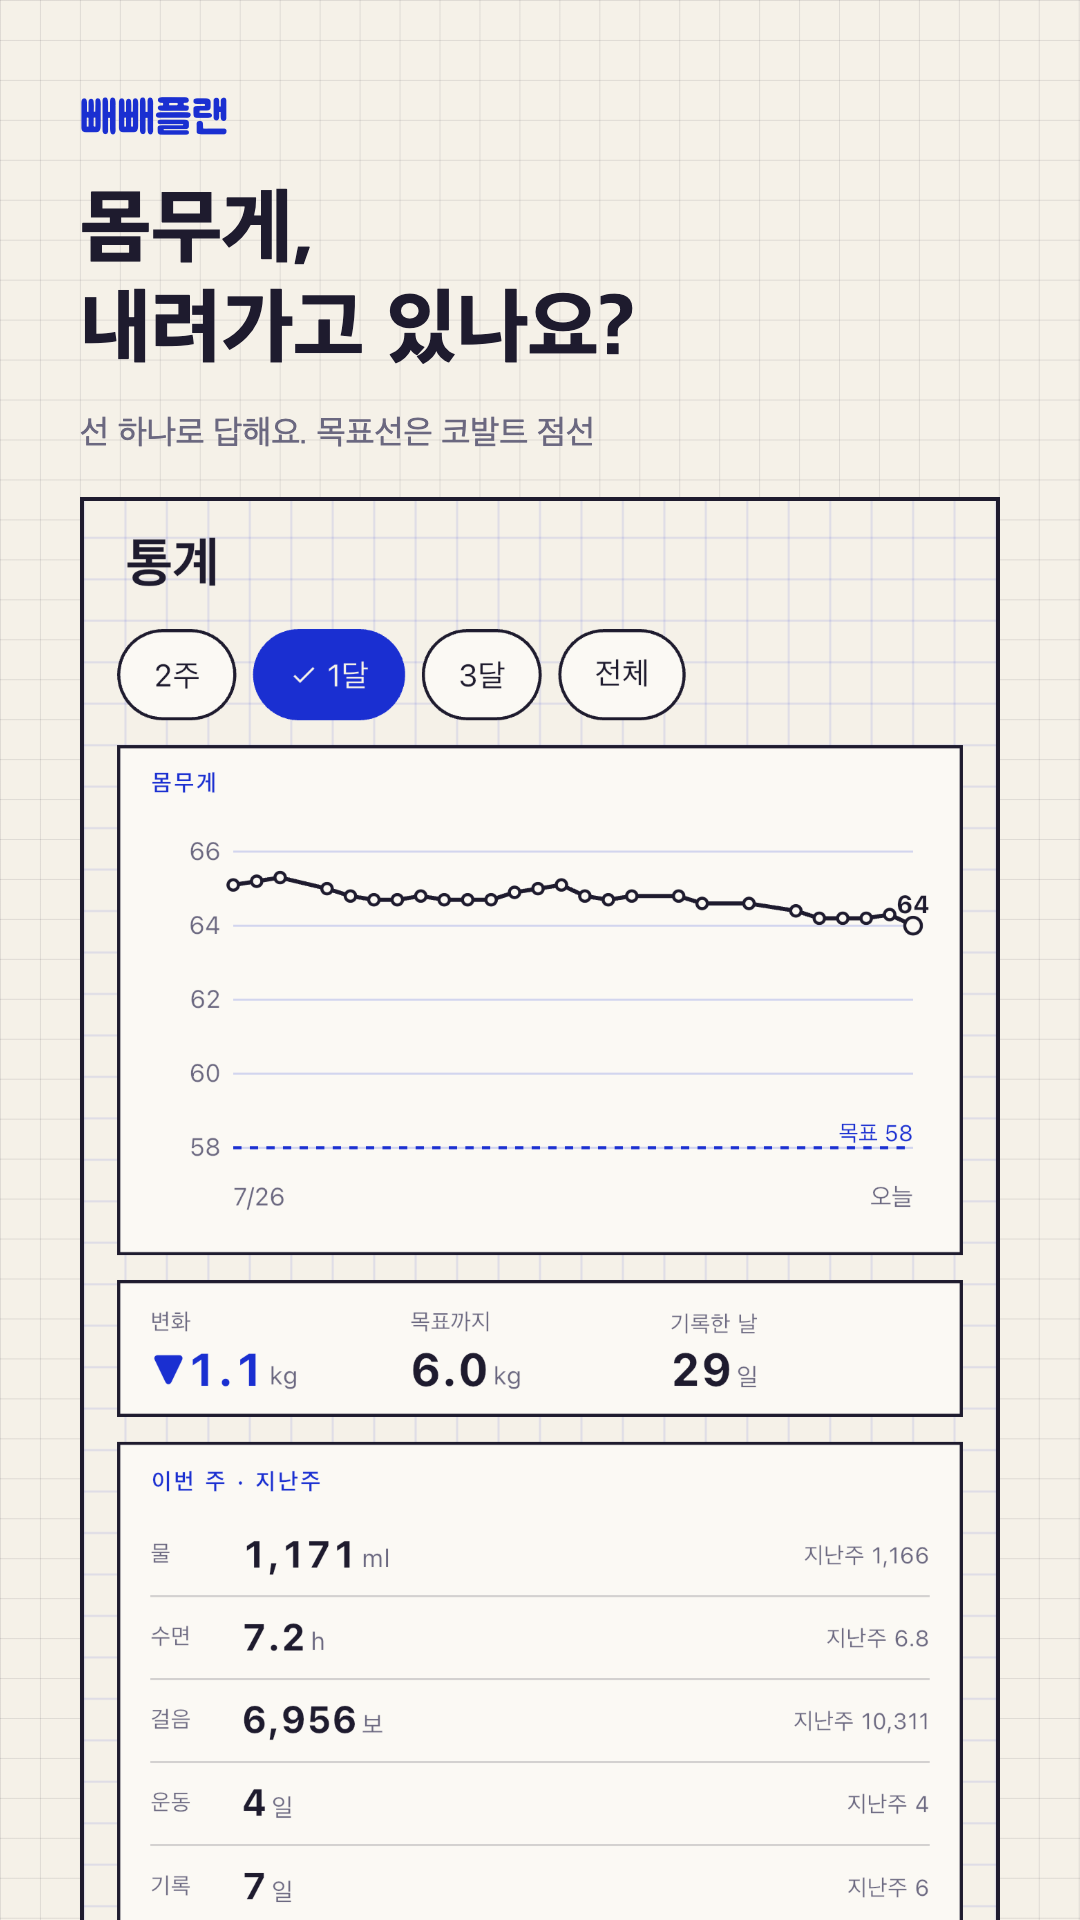 빼빼플랜
몸무게,
내려가고 있나요?
선 하나로 답해요. 목표선은 코발트 점선
통계
2주 1달 3달 전체
몸무게
66
64
64
62
60
목표 58
58
7/26 오늘
변화 목표까지 기록한 날
▼1.1 kg 6.0 kg 29 일
이번 주 · 지난주
물 1,171 ml 지난주 1,166
수면 7.2 h 지난주 6.8
걸음 6,956 보 지난주 10,311
운동 4 일 지난주 4
기록 7 일 지난주 6